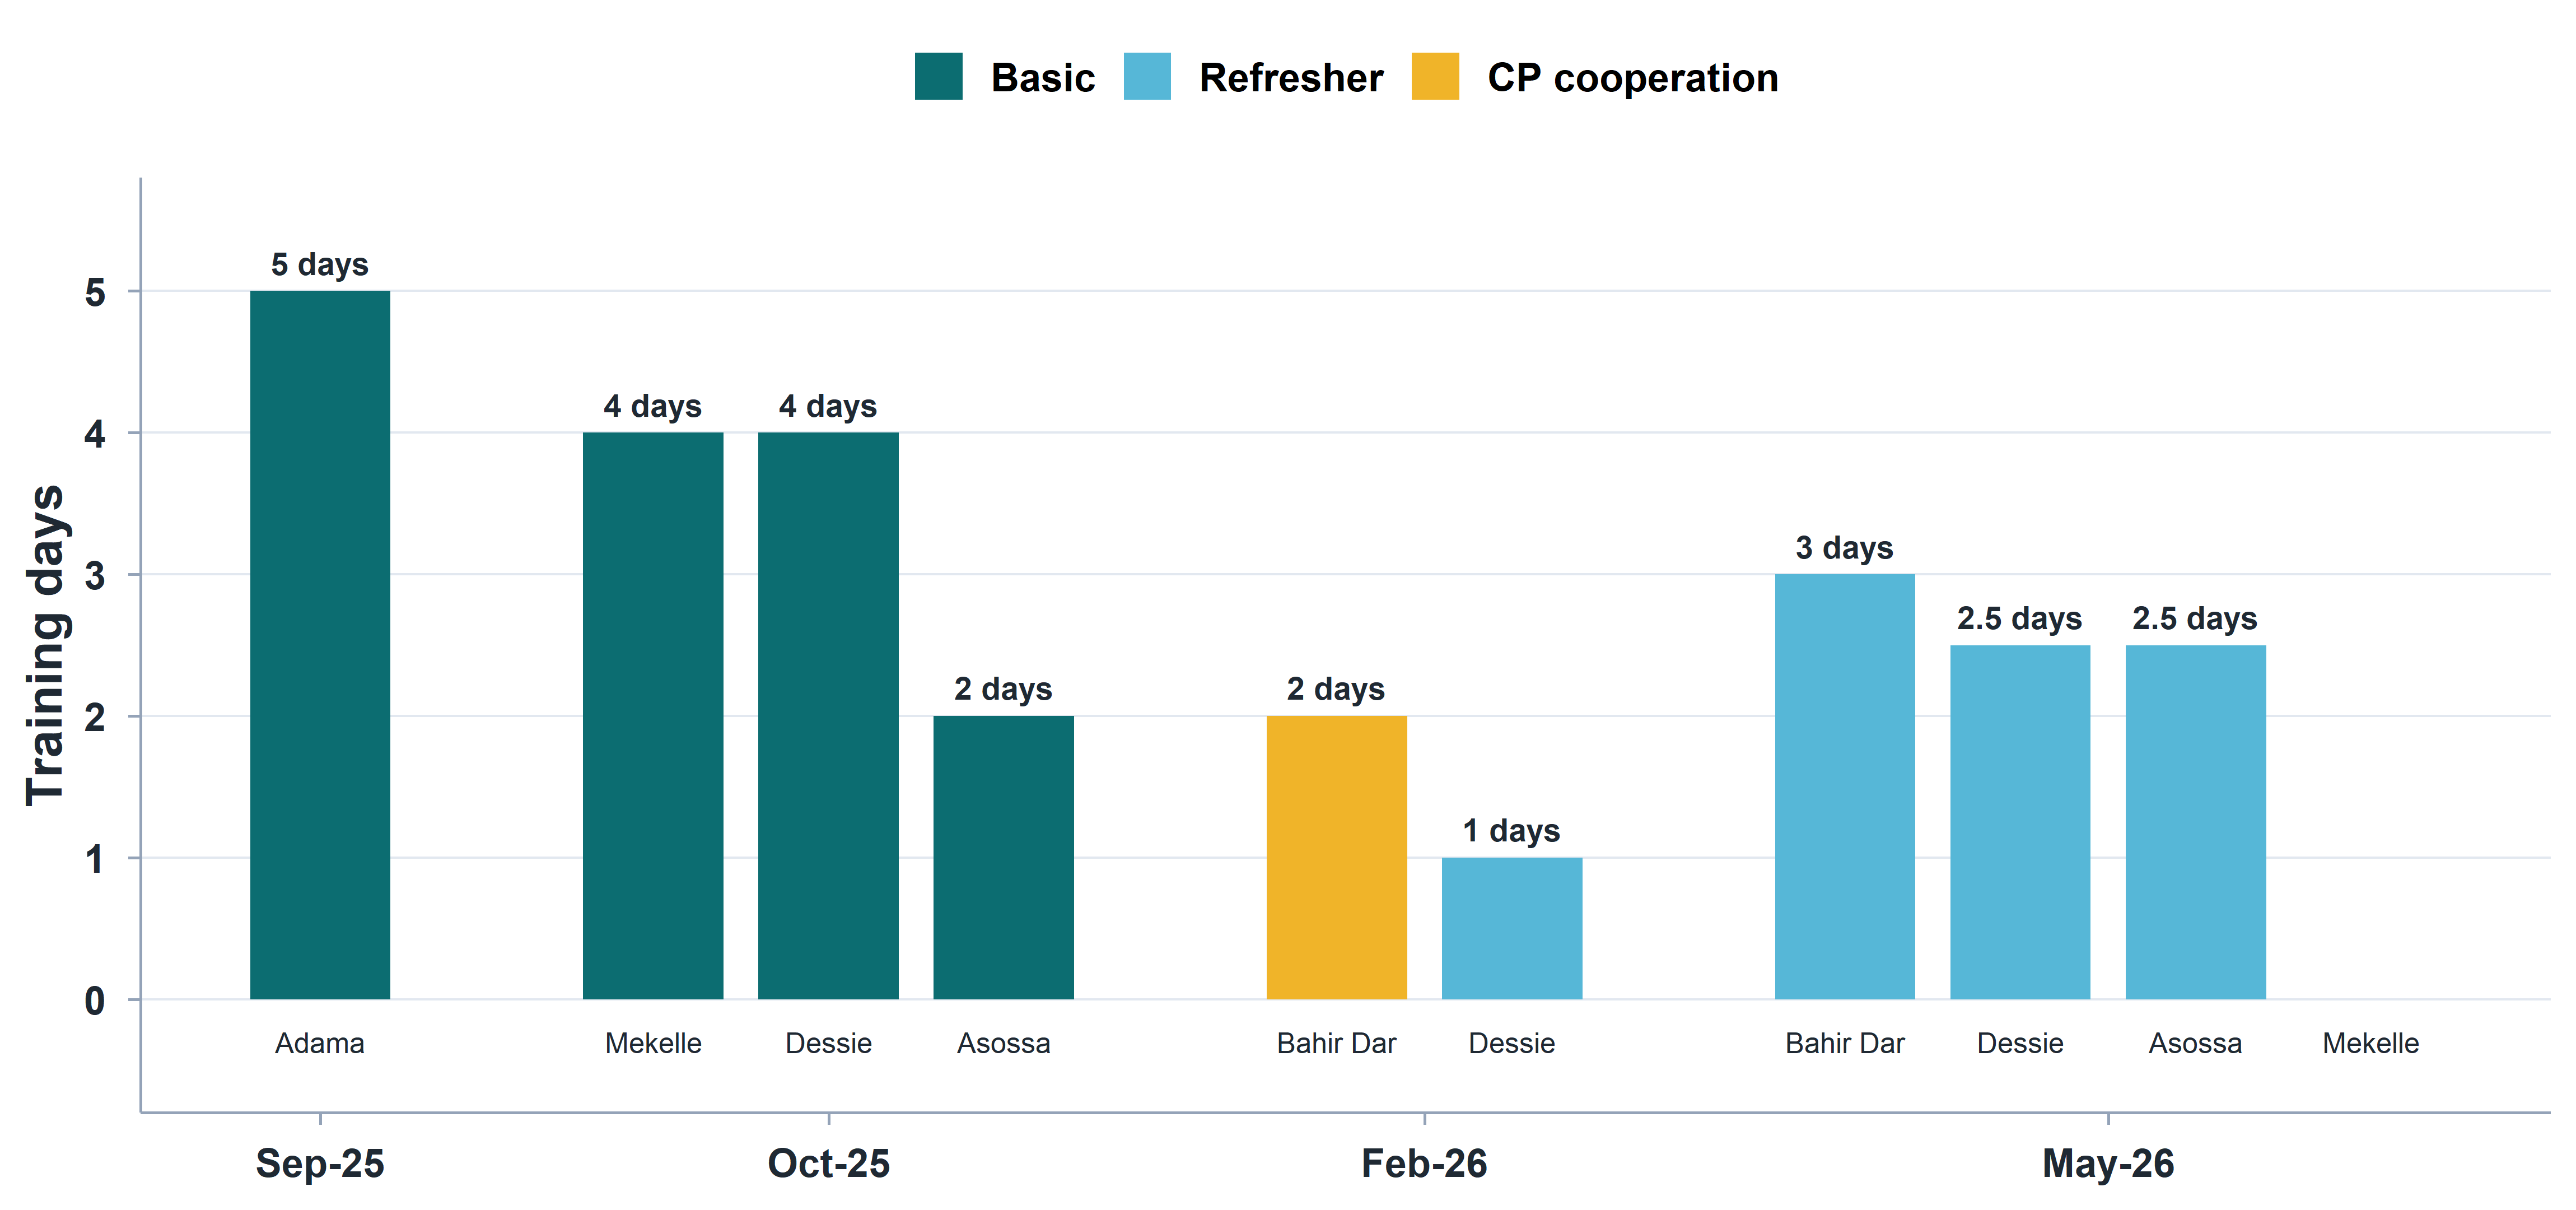 Basic Refresher CP cooperation
Training days
5
4
3
2
1
0
5 days
4 days
4 days
2 days
2 days
1 days
3 days
2.5 days
2.5 days
Adama Mekelle Dessie Asossa Bahir Dar Dessie Bahir Dar Dessie Asossa Mekelle
Sep-25 Oct-25 Feb-26 May-26